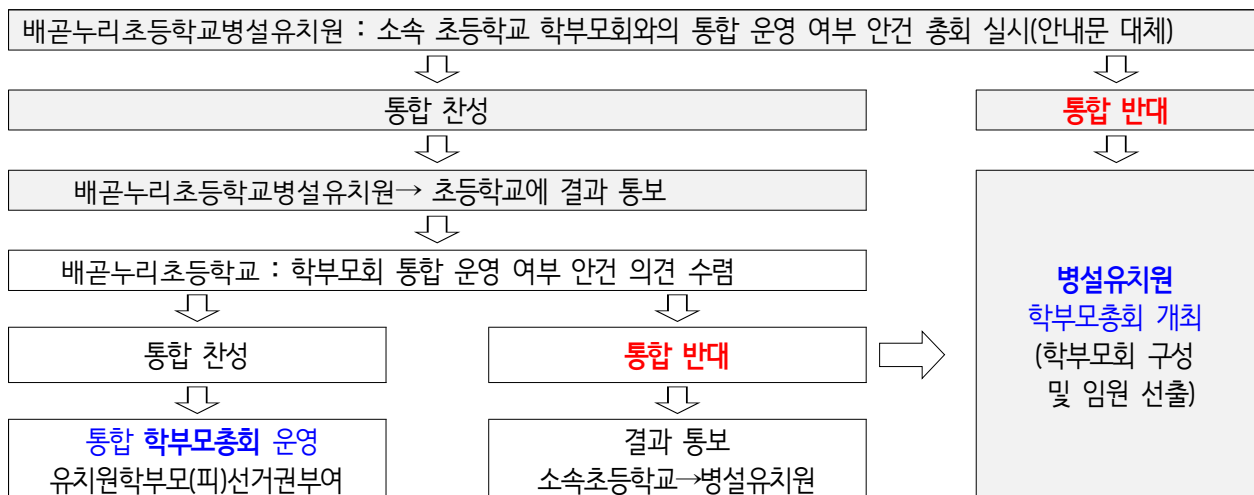 배곧누리초등학교병설유치원 : 소속 초등학교 학부모회와의 통합 운영 여부 안건 총회 실시(안내문 대체)
통합 찬성
통합 반대
배곧누리초등학교병설유치원→ 초등학교에 결과 통보
배곧누리초등학교 : 학부모회 통합 운영 여부 안건 의견 수렴
통합 찬성
통합 반대
통합 학부모총회 운영
유치원학부모(피)선거권부여
결과 통보
소속초등학교→병설유치원
병설유치원
학부모총회 개최
(학부모회 구성
및 임원 선출)